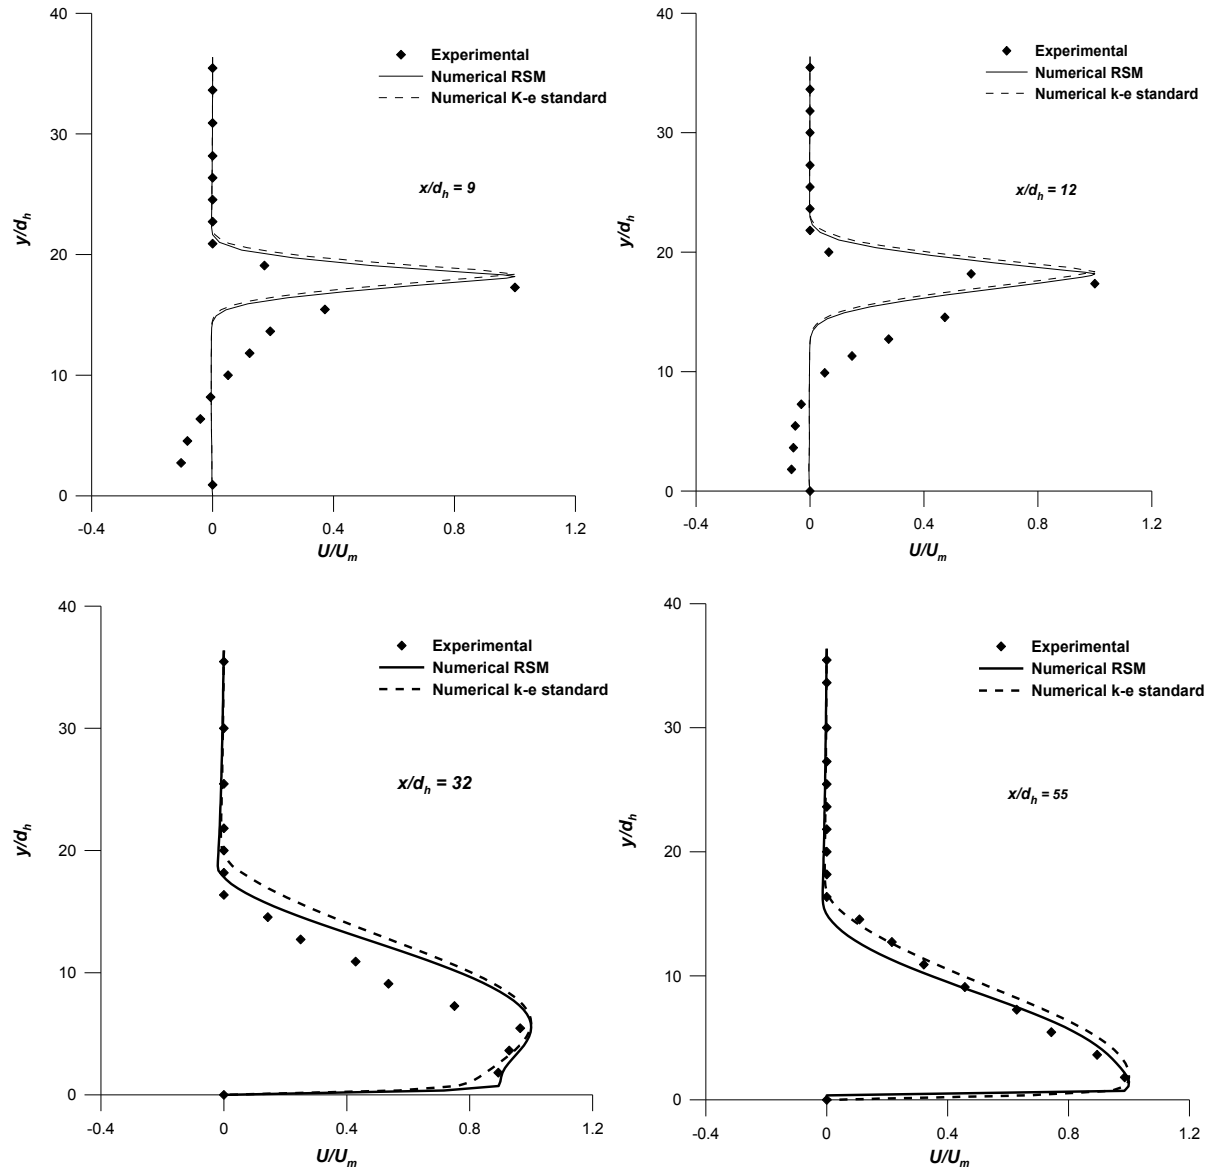 40
30
20
10
0
y/dh
Experimental
Numerical RSM
Numerical K-e standard
x/dh = 9
-0.4 0 0.4 0.8 1.2
U/Um
40
30
20
10
0
y/dh
Experimental
Numerical RSM
Numerical k-e standard
x/dh = 12
-0.4 0 0.4 0.8 1.2
U/Um
40
30
20
10
0
y/dh
Experimental
Numerical RSM
Numerical k-e standard
x/dh = 32
-0.4 0 0.4 0.8 1.2
U/Um
40
30
20
10
0
y/dh
Experimental
Numerical RSM
Numerical k-e standard
x/dh = 55
-0.4 0 0.4 0.8 1.2
U/Um